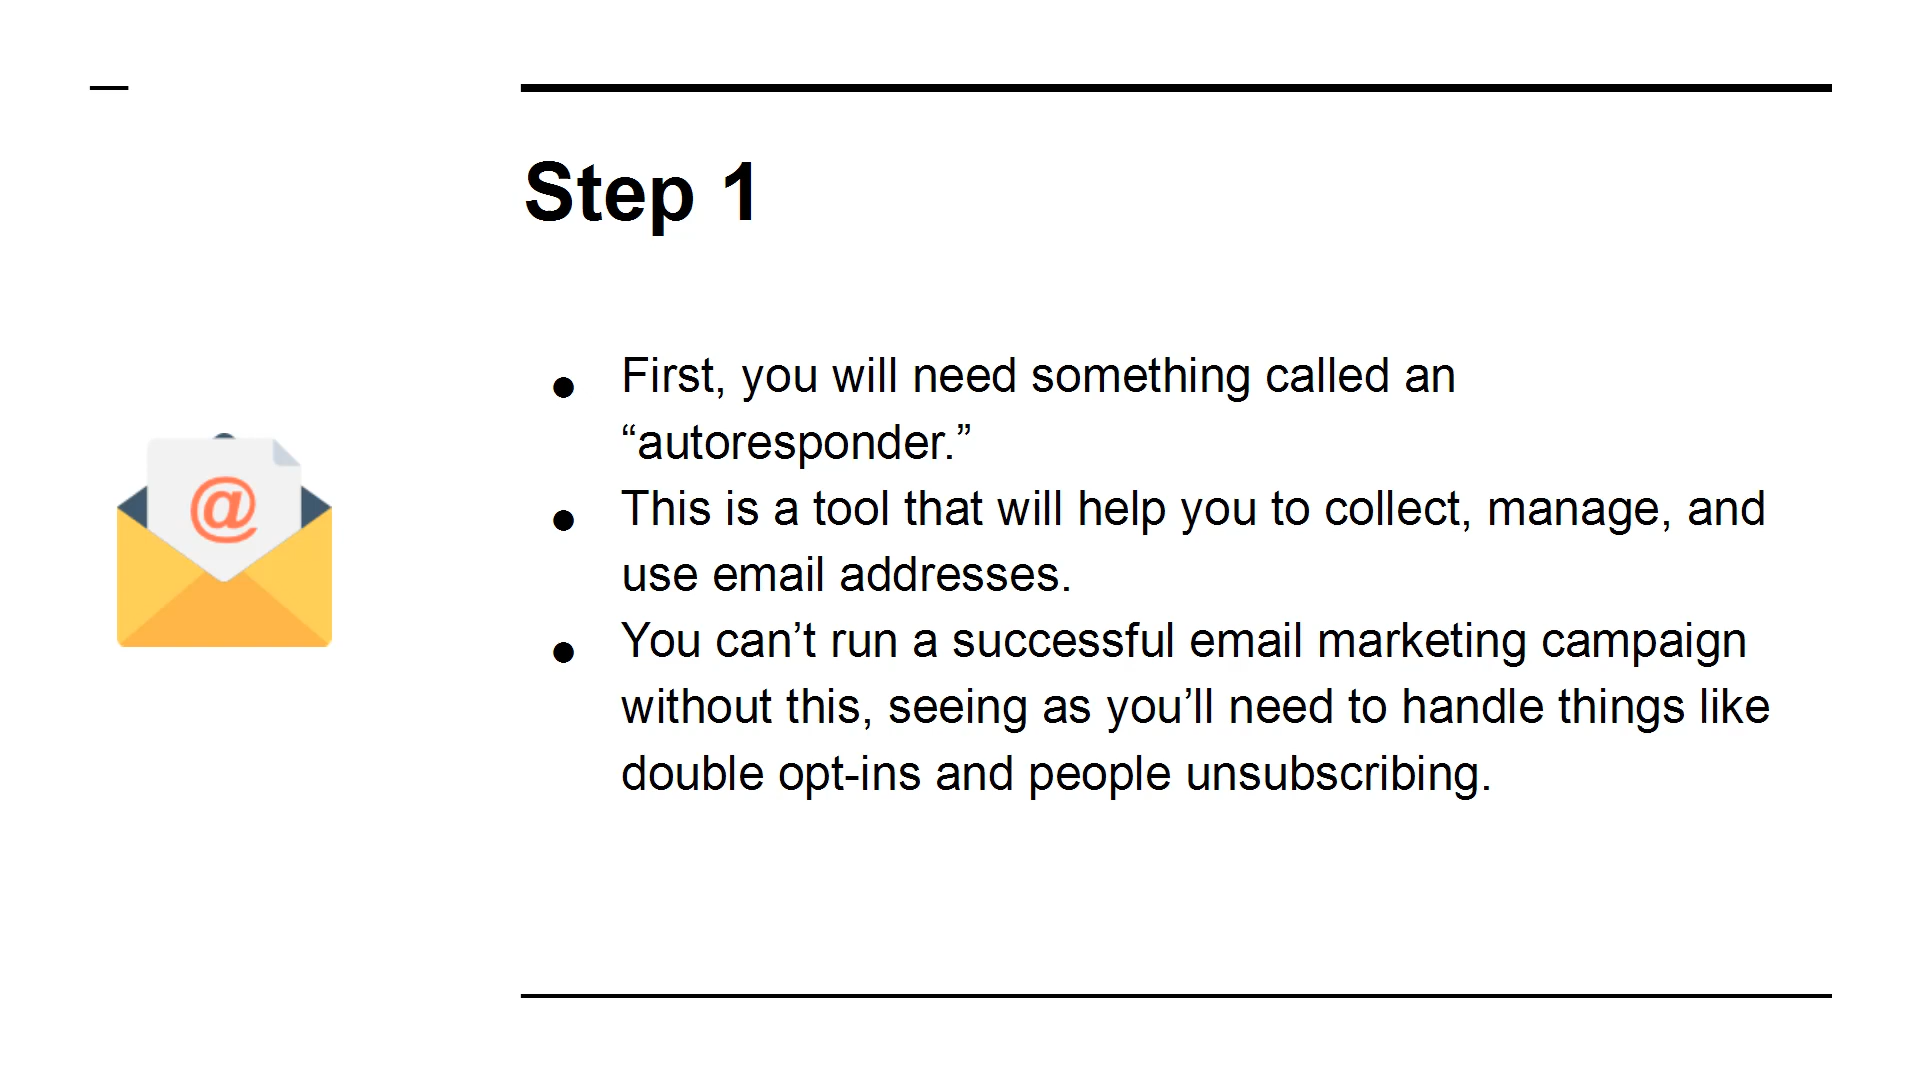 Step 1
@
First, you will need something called an
“autoresponder.”
This is a tool that will help you to collect, manage, and
use email addresses.
You can’t run a successful email marketing campaign
without this, seeing as you’ll need to handle things like
double opt-ins and people unsubscribing.